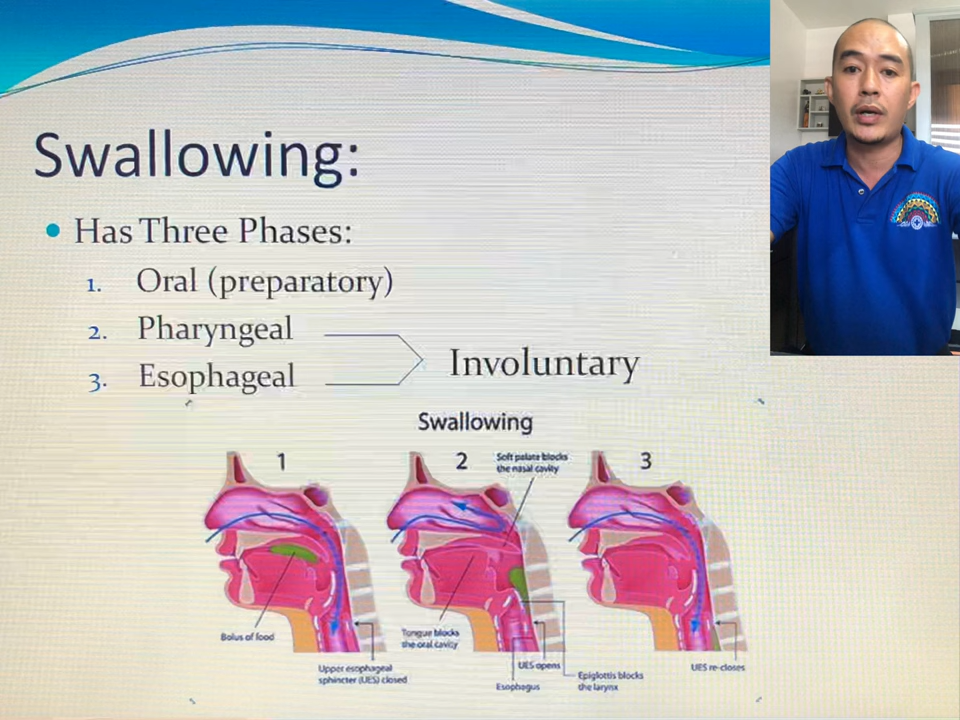 Swallowing:
• Has Three Phases:
1. Oral (preparatory)
2. Pharyngeal
3. Esophageal
Involuntary
Swallowing
1
2
3
Soft palate blocks
the nasal cavity
Bolus of food
Tongue blocks
the oral cavity
Upper esophageal
sphincter (UES) closed
UES opens
Esophagus
Epiglottis blocks
the larynx
UES re-closes